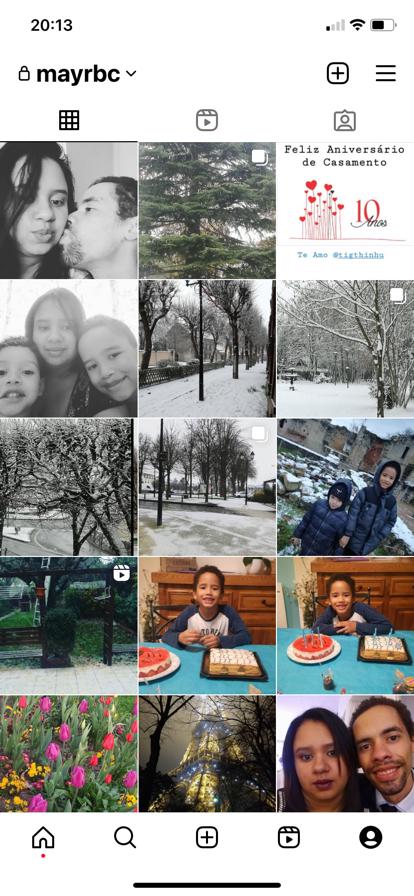 20:13
mayrbc
Feliz Aniversário
de Casamento
10
Anos
Te Amo @tigthinhu